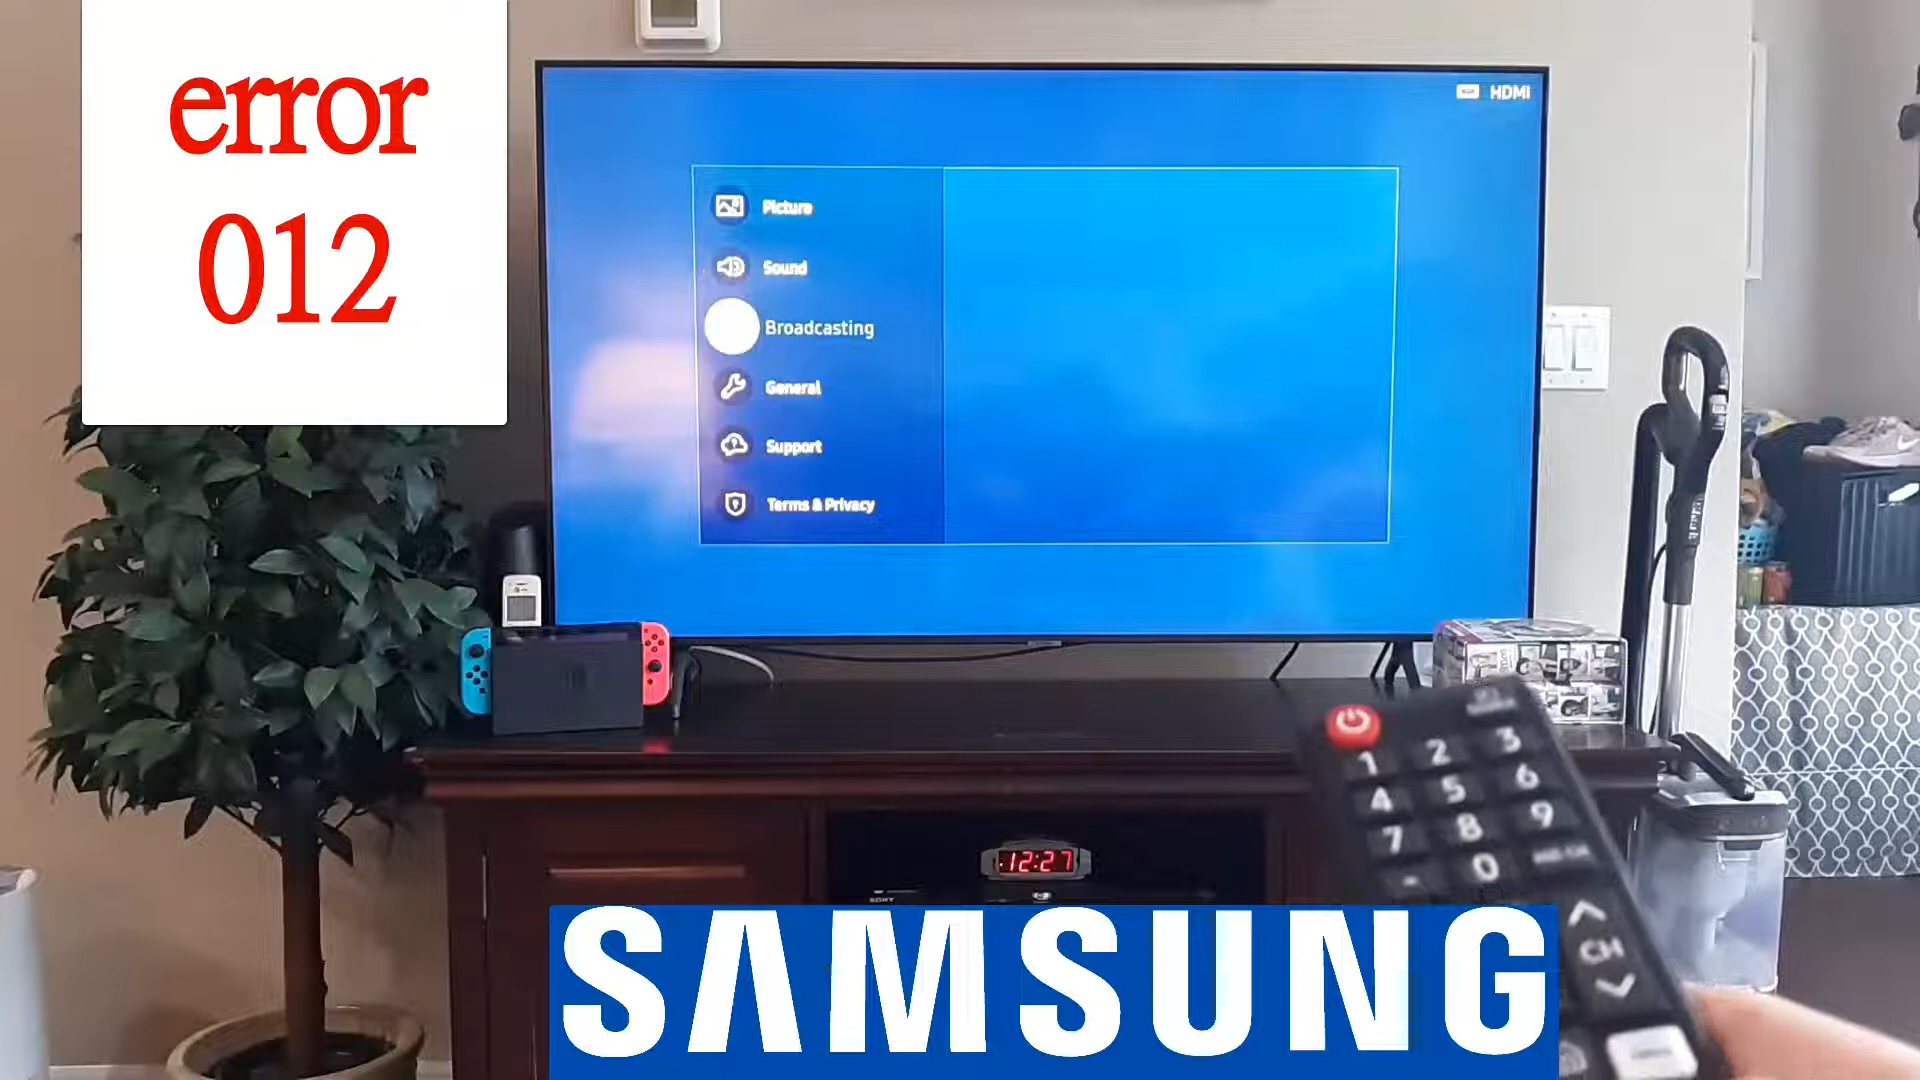 error
012
HDMI
Picture
Sound
Broadcasting
General
Support
Terms & Privacy
1 2 3
4 5 6
7 8 9
0
CH
12:27
SONY
SAMSUNG